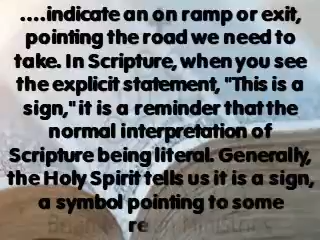 ....indicate an on ramp or exit,
pointing the road we need to
take. In Scripture, when you see
the explicit statement, "This is a
sign," it is a reminder that the
normal interpretation of
Scripture being literal. Generally,
the Holy Spirit tells us it is a sign,
a symbol pointing to some
re